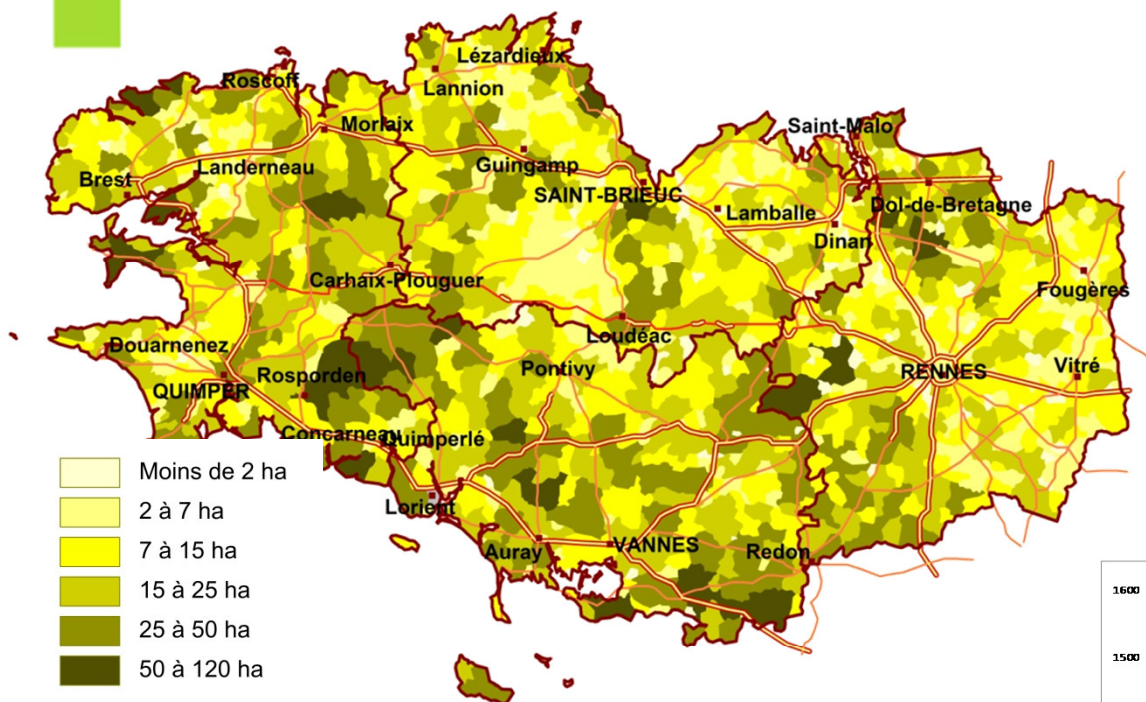 Lézardieux
Roscoff
Lannion
Morlaix
Saint-Malo
Guingamp
Landerneau
Brest
SAINT-BRIEUC
Lamballe
Dol-de-Bretagne
Dinan
Carhaix-Plouguer
Fougères
Loudéac
Douarnenez
Pontivy
RENNES
Vitré
QUIMPER
Rosporden
Concarneau
Quimperlé
Lorient
Auray
VANNES
Redon
Moins de 2 ha
2 à 7 ha
7 à 15 ha
15 à 25 ha
25 à 50 ha
50 à 120 ha
1600
1500